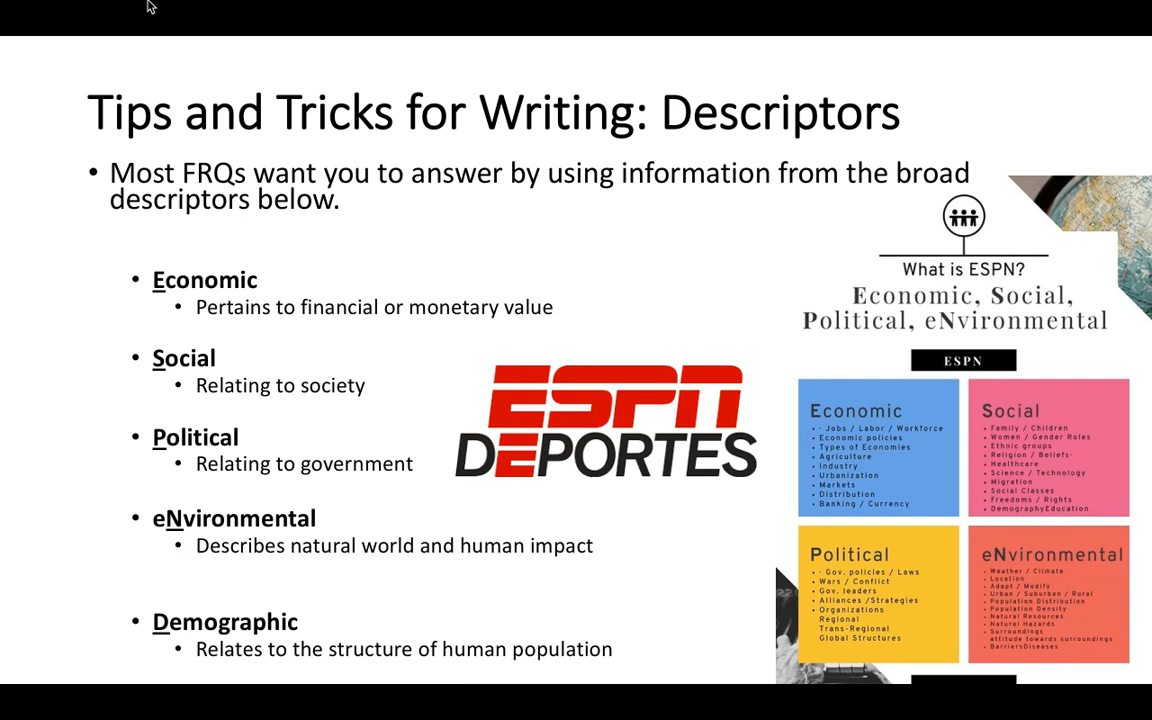 Tips and Tricks for Writing: Descriptors
• Most FRQs want you to answer by using information from the broad
descriptors below.
• Economic
• Pertains to financial or monetary value
• Social
• Relating to society
• Political
• Relating to government
• eNvironmental
• Describes natural world and human impact
• Demographic
• Relates to the structure of human population
ESPN
DEPORTES
What is ESPN?
Economic, Social,
Political, eNvironmental
ESPN
Economic
• · Jobs / Labor / Workforce
• Economic policies
• Types of Economies
• Agriculture
• Industry
• Urbanization
• Markets
• Distribution
• Banking / Currency
Social
• Family / Children
• Women / Gender Roles
• Ethnic groups
• Religion / Beliefs·
• Healthcare
• Science / Technology
• Migration
• Social Classes
• Freedoms / Rights
• DemographyEducation
Political
• · Gov. policies / Laws
• Wars / Conflict
• Gov. leaders
• Alliances /Strategies
• Organizations
Regional
Trans-Regional
Global Structures
eNvironmental
• Weather / Climate
• Location
• Adapt / Modify
• Urban / Suburban / Rural
• Population Distribution
• Population Density
• Natural Resources
• Natural Hazards
• Surroundings
attitude towards surroundings
• BarriersDiseases